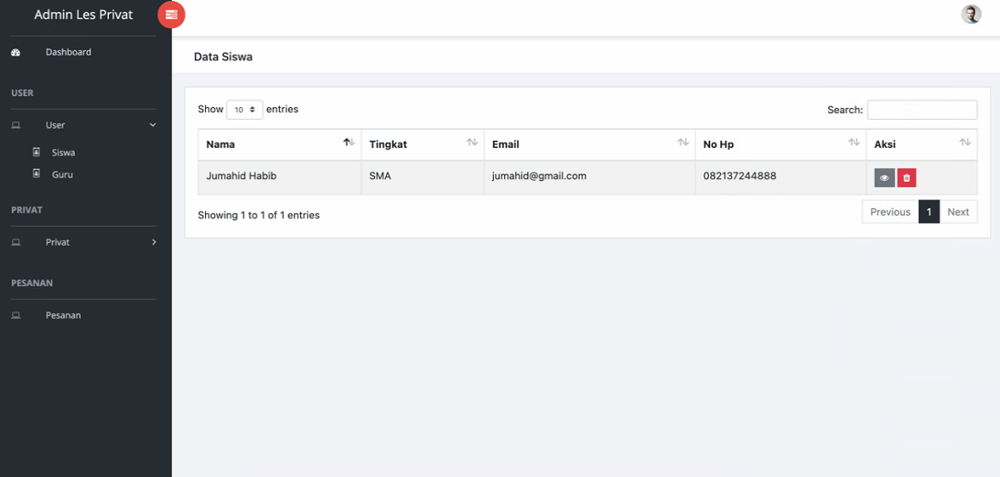 Admin Les Privat
Dashboard
USER
User
Siswa
Guru
PRIVAT
Privat
PESANAN
Pesanan
Data Siswa
Show 10 entries
Search:
Nama Tingkat Email No Hp Aksi
Jumahid Habib SMA jumahid@gmail.com 082137244888
Showing 1 to 1 of 1 entries
Previous 1 Next